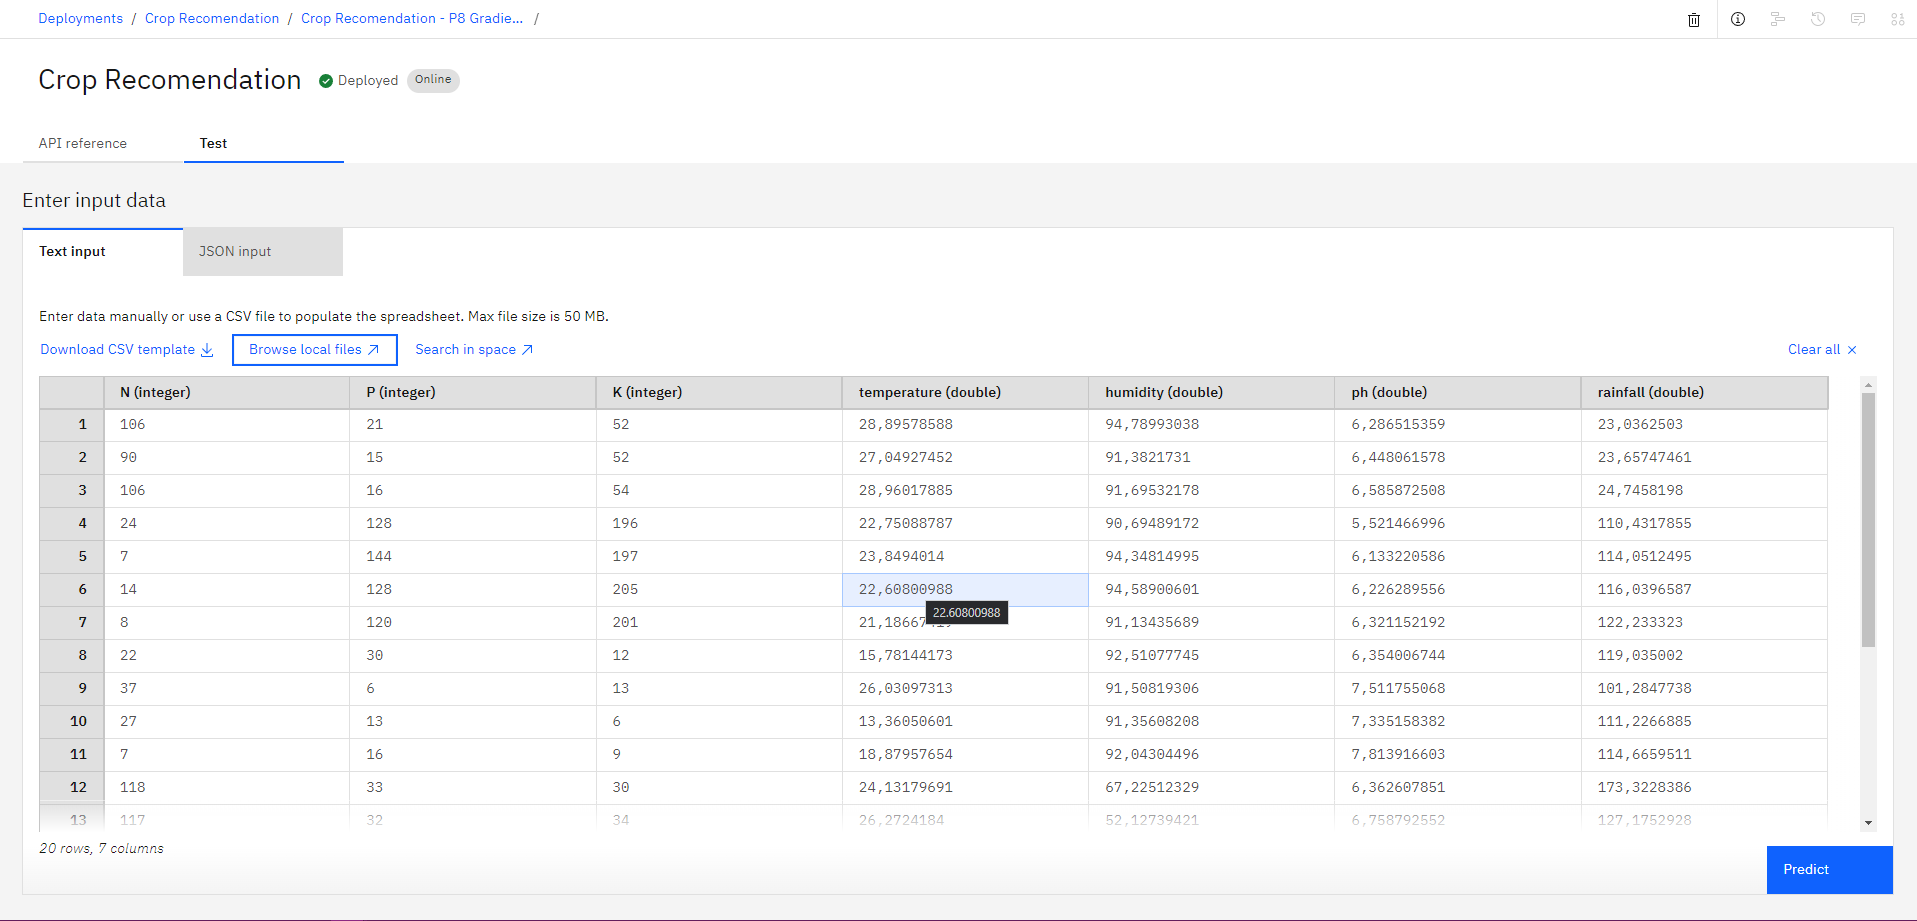 Deployments / Crop Recomendation / Crop Recomendation - P8 Gradie... /
Crop Recomendation Deployed Online
API reference Test
Enter input data
Text input JSON input
Enter data manually or use a CSV file to populate the spreadsheet. Max file size is 50 MB.
Download CSV template Browse local files Search in space Clear all
N (integer) P (integer) K (integer) temperature (double) humidity (double) ph (double) rainfall (double)
1 106 21 52 28,89578588 94,78993038 6,286515359 23,0362503
2 90 15 52 27,04927452 91,3821731 6,448061578 23,65747461
3 106 16 54 28,96017885 91,69532178 6,585872508 24,7458198
4 24 128 196 22,75088787 90,69489172 5,521466996 110,4317855
5 7 144 197 23,8494014 94,34814995 6,133220586 114,0512495
6 14 128 205 22,60800988 94,58900601 6,226289556 116,0396587
22.60800988
7 8 120 201 91,13435689 6,321152192 122,233323
8 22 30 12 15,78144173 92,51077745 6,354006744 119,035002
9 37 6 13 26,03097313 91,50819306 7,511755068 101,2847738
10 27 13 6 13,36050601 91,35608208 7,335158382 111,2266885
11 7 16 9 18,87957654 92,04304496 7,813916603 114,6659511
12 118 33 30 24,13179691 67,22512329 6,362607851 173,3228386
13 117 32 34 26,2724184 52,12739421 6,758792552 127,1752928
20 rows, 7 columns
Predict